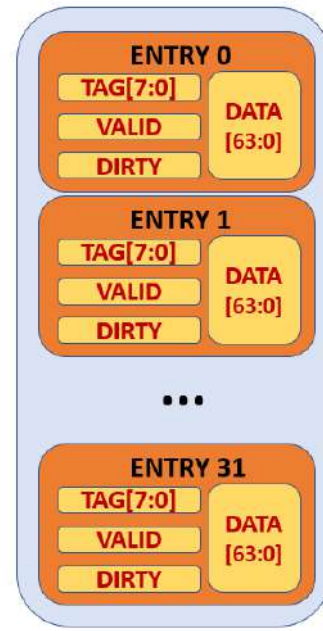 ENTRY 0
TAG[7:0]
VALID
DIRTY
DATA
[63:0]
ENTRY 1
TAG[7:0]
VALID
DIRTY
DATA
[63:0]
...
ENTRY 31
TAG[7:0]
VALID
DIRTY
DATA
[63:0]